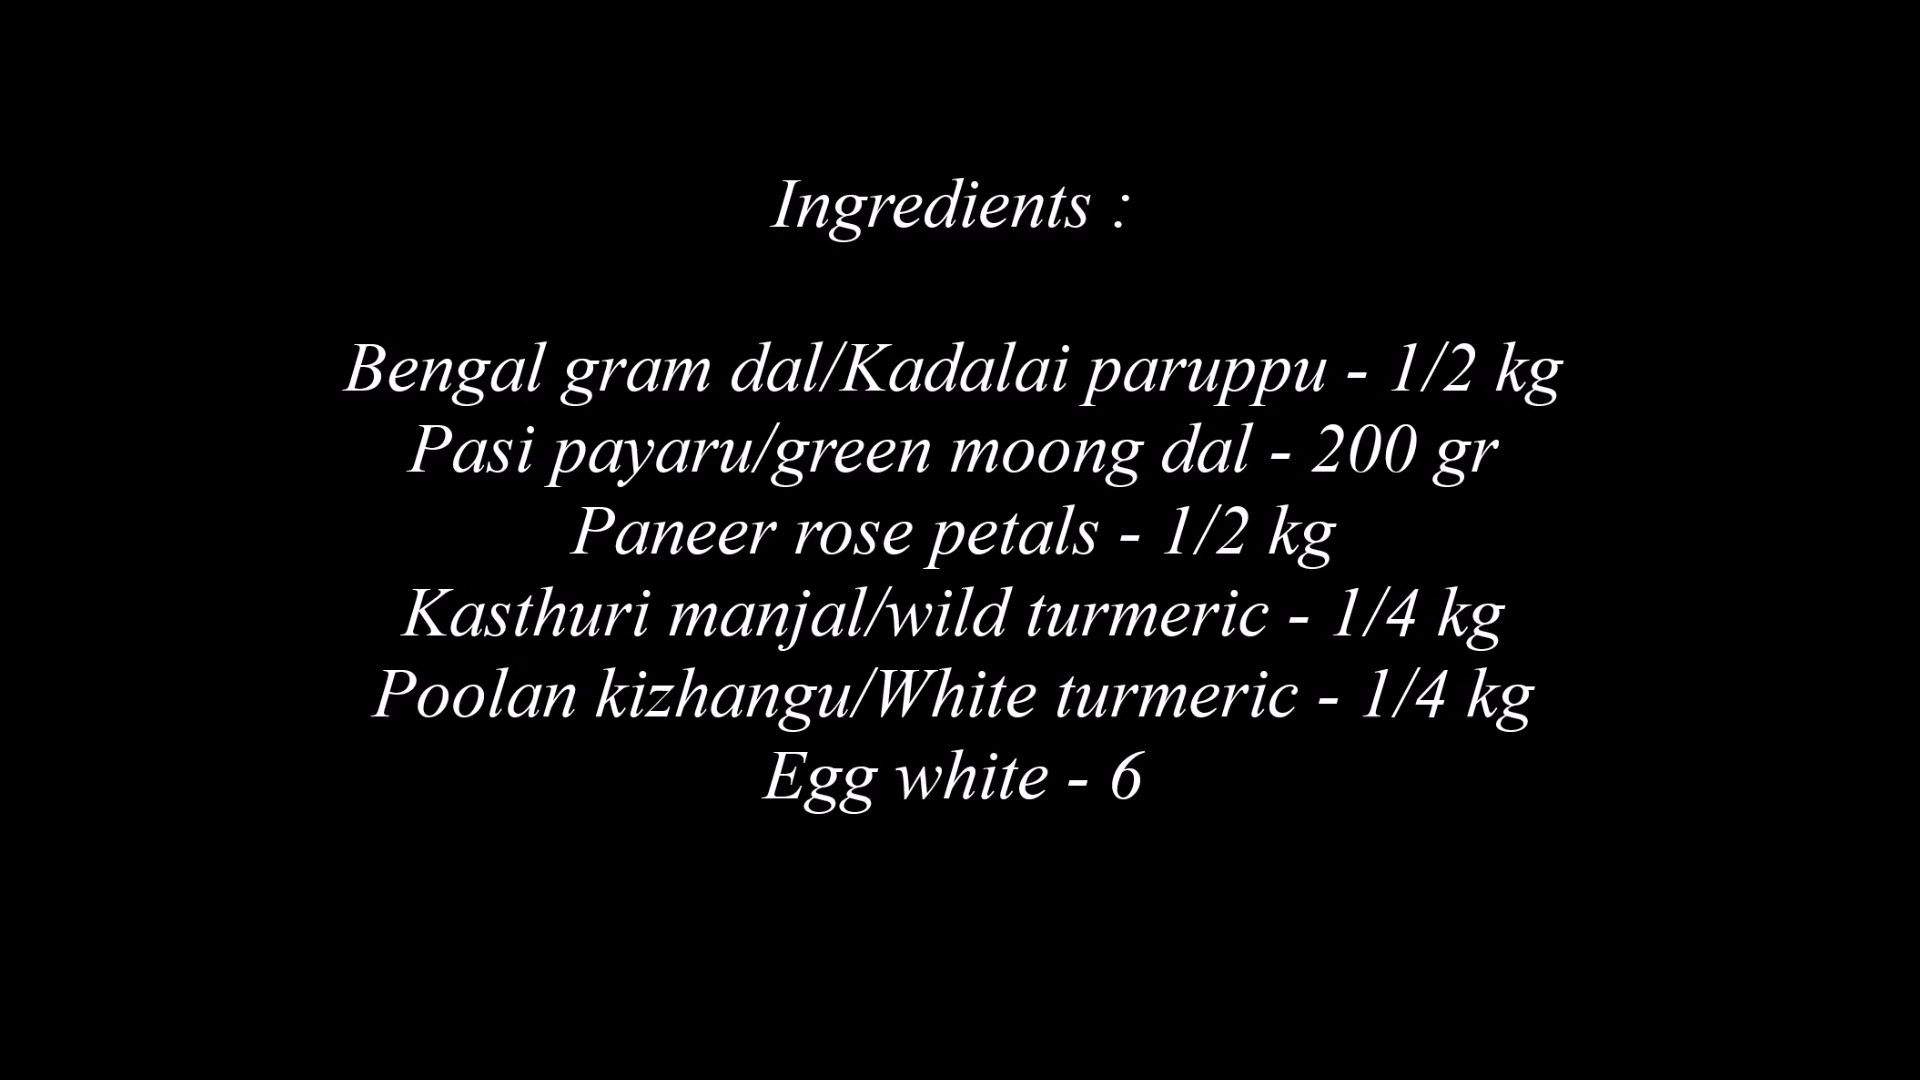 Ingredients :
Bengal gram dal/Kadalai paruppu - 1/2 kg
Pasi payaru/green moong dal - 200 gr
Paneer rose petals - 1/2 kg
Kasthuri manjal/wild turmeric - 1/4 kg
Poolan kizhangu/White turmeric - 1/4 kg
Egg white - 6